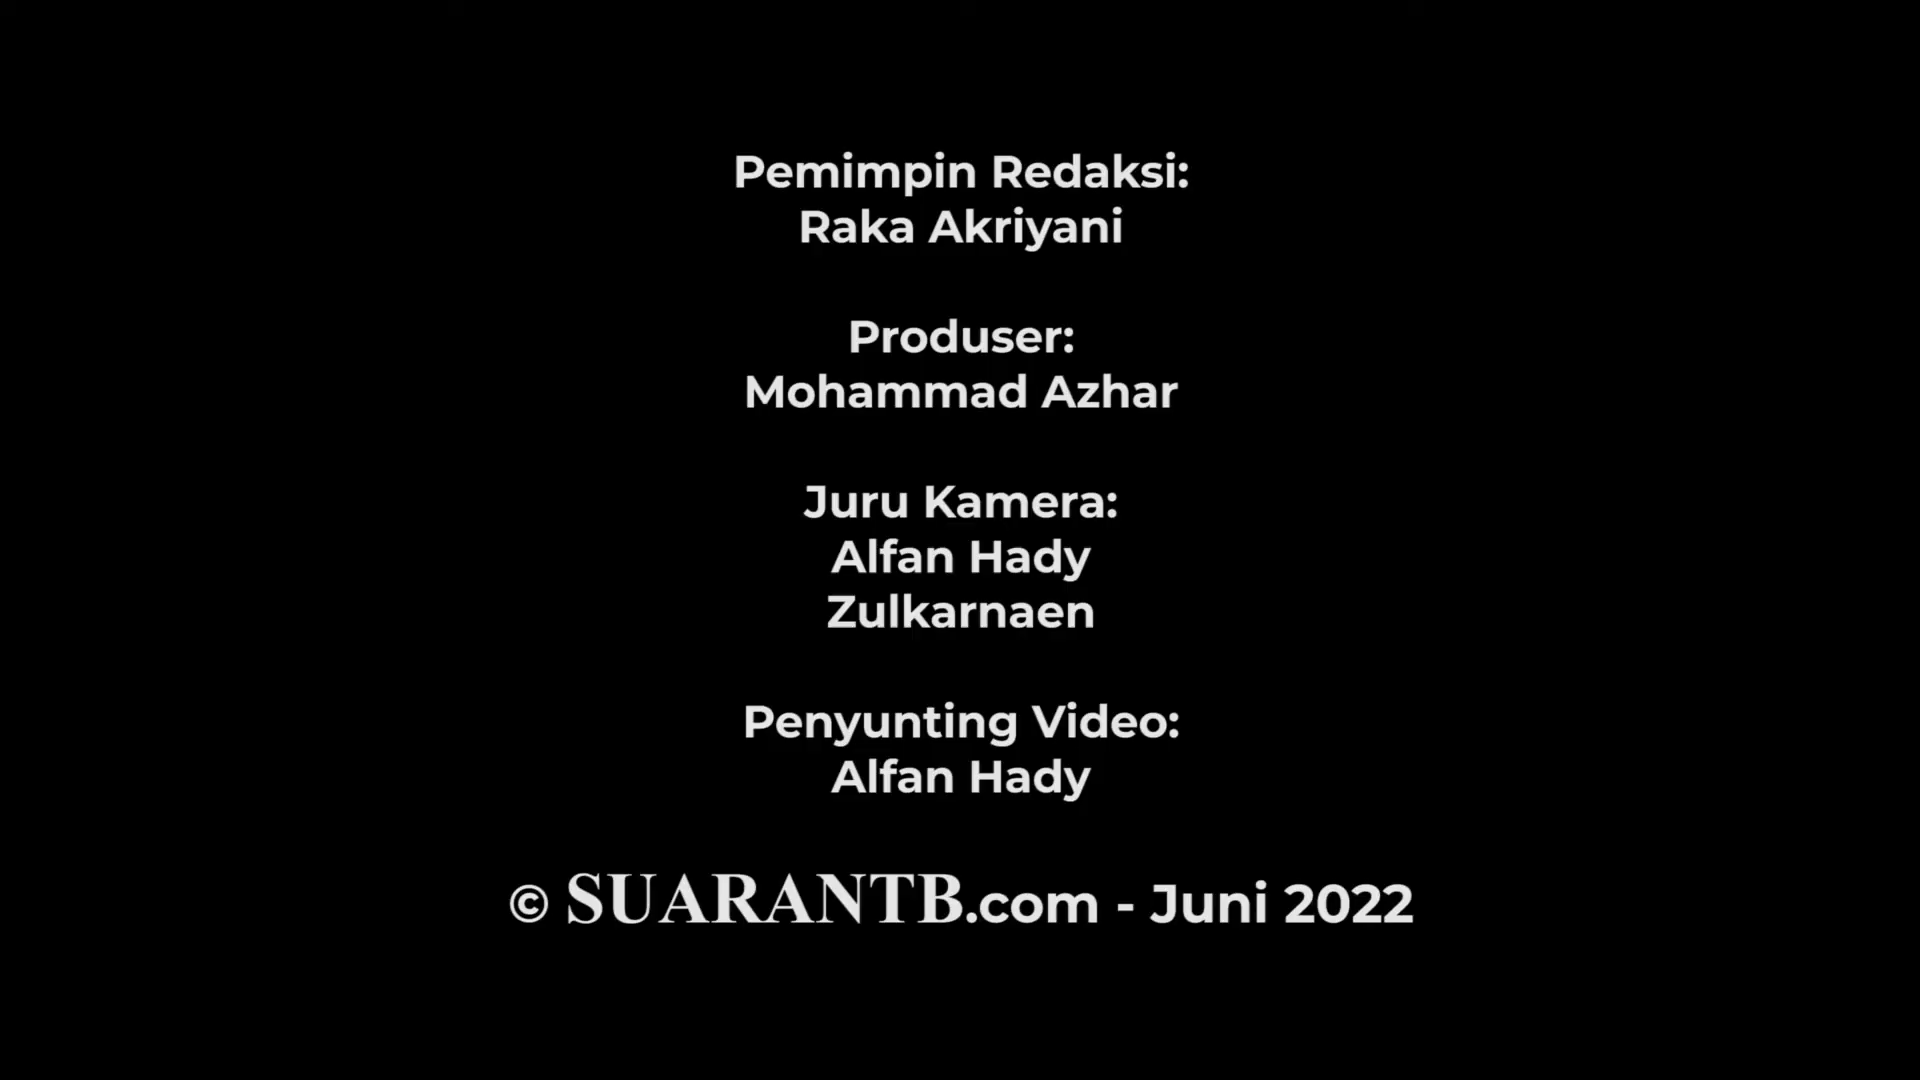 Pemimpin Redaksi:
Raka Akriyani
Produser:
Mohammad Azhar
Juru Kamera:
Alfan Hady
Zulkarnaen
Penyunting Video:
Alfan Hady
© SUARANTB.com - Juni 2022